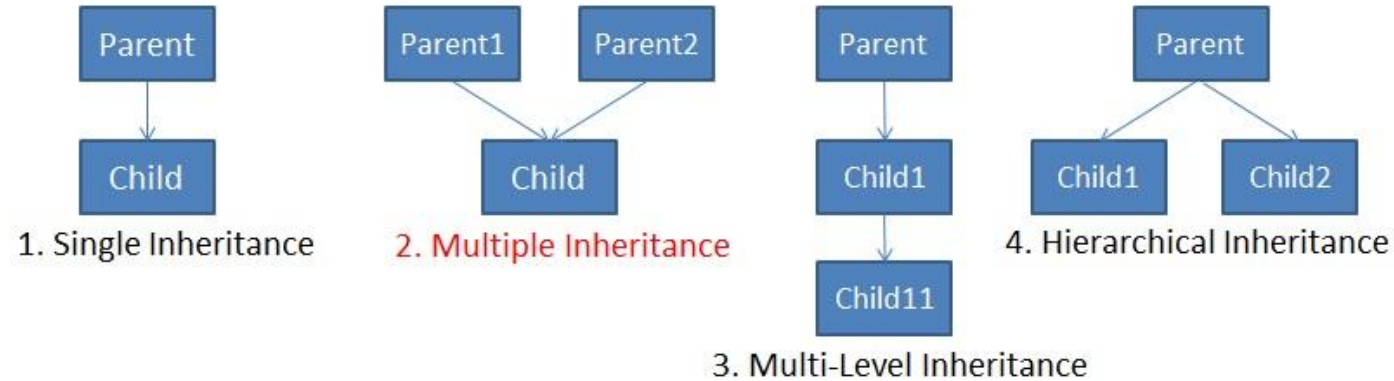 Parent
Child
1. Single Inheritance
Parent1
Parent2
Child
2. Multiple Inheritance
Parent
Child1
Child11
3. Multi-Level Inheritance
Parent
Child1
Child2
4. Hierarchical Inheritance